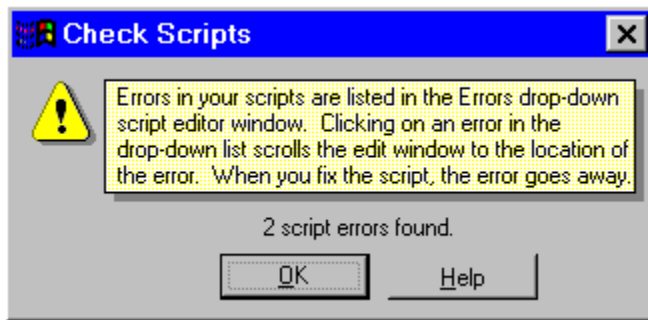 Check Scripts
Errors in your scripts are listed in the Errors drop-down
script editor window.  Clicking on an error in the
drop-down list scrolls the edit window to the location of
the error.  When you fix the script, the error goes away.
2 script errors found.
OK Help